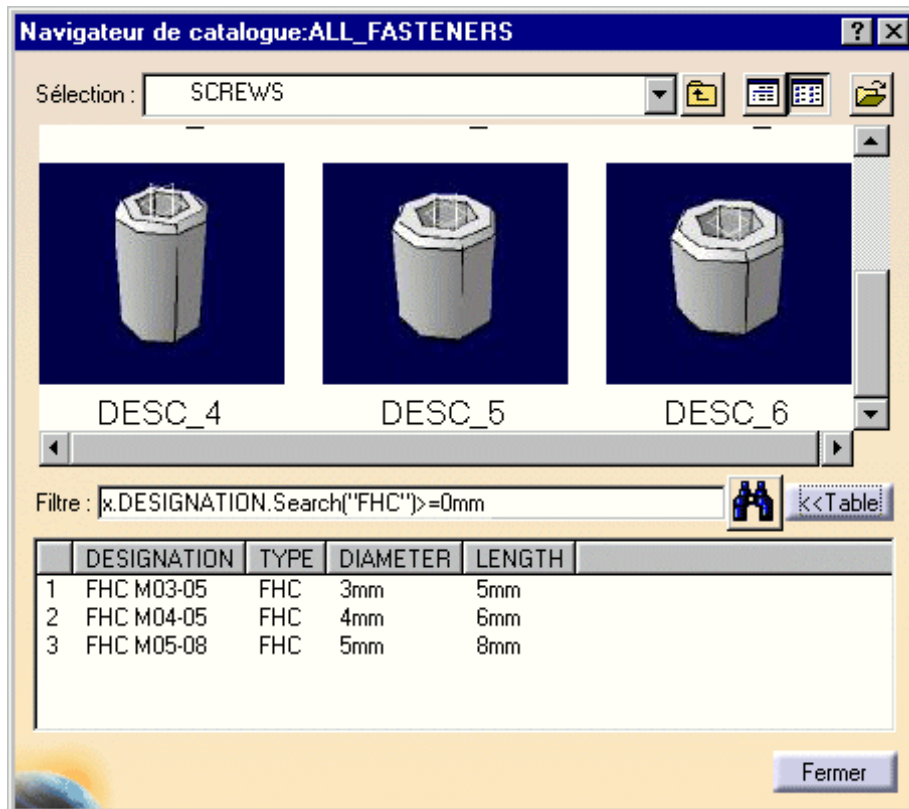 Navigateur de catalogue:ALL_FASTENERS
Sélection : SCREWS
DESC_4 DESC_5 DESC_6
Filtre : x.DESIGNATION.Search("FHC")>=0mm <<Table
DESIGNATION TYPE DIAMETER LENGTH
1 FHC M03-05 FHC 3mm 5mm
2 FHC M04-05 FHC 4mm 6mm
3 FHC M05-08 FHC 5mm 8mm
Fermer